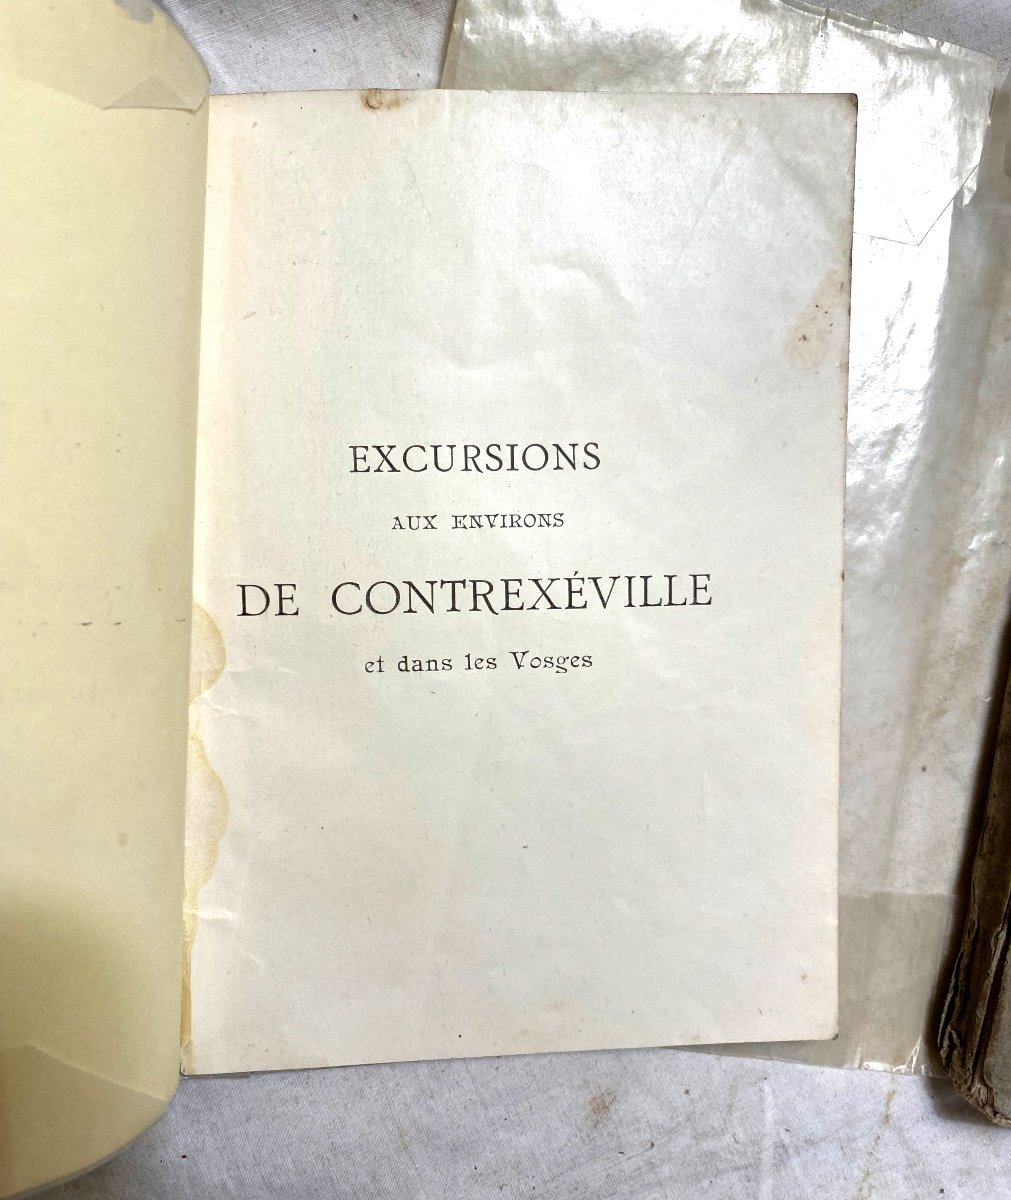 EXCURSIONS
AUX ENVIRONS
DE CONTREXÉVILLE
et dans les Vosges